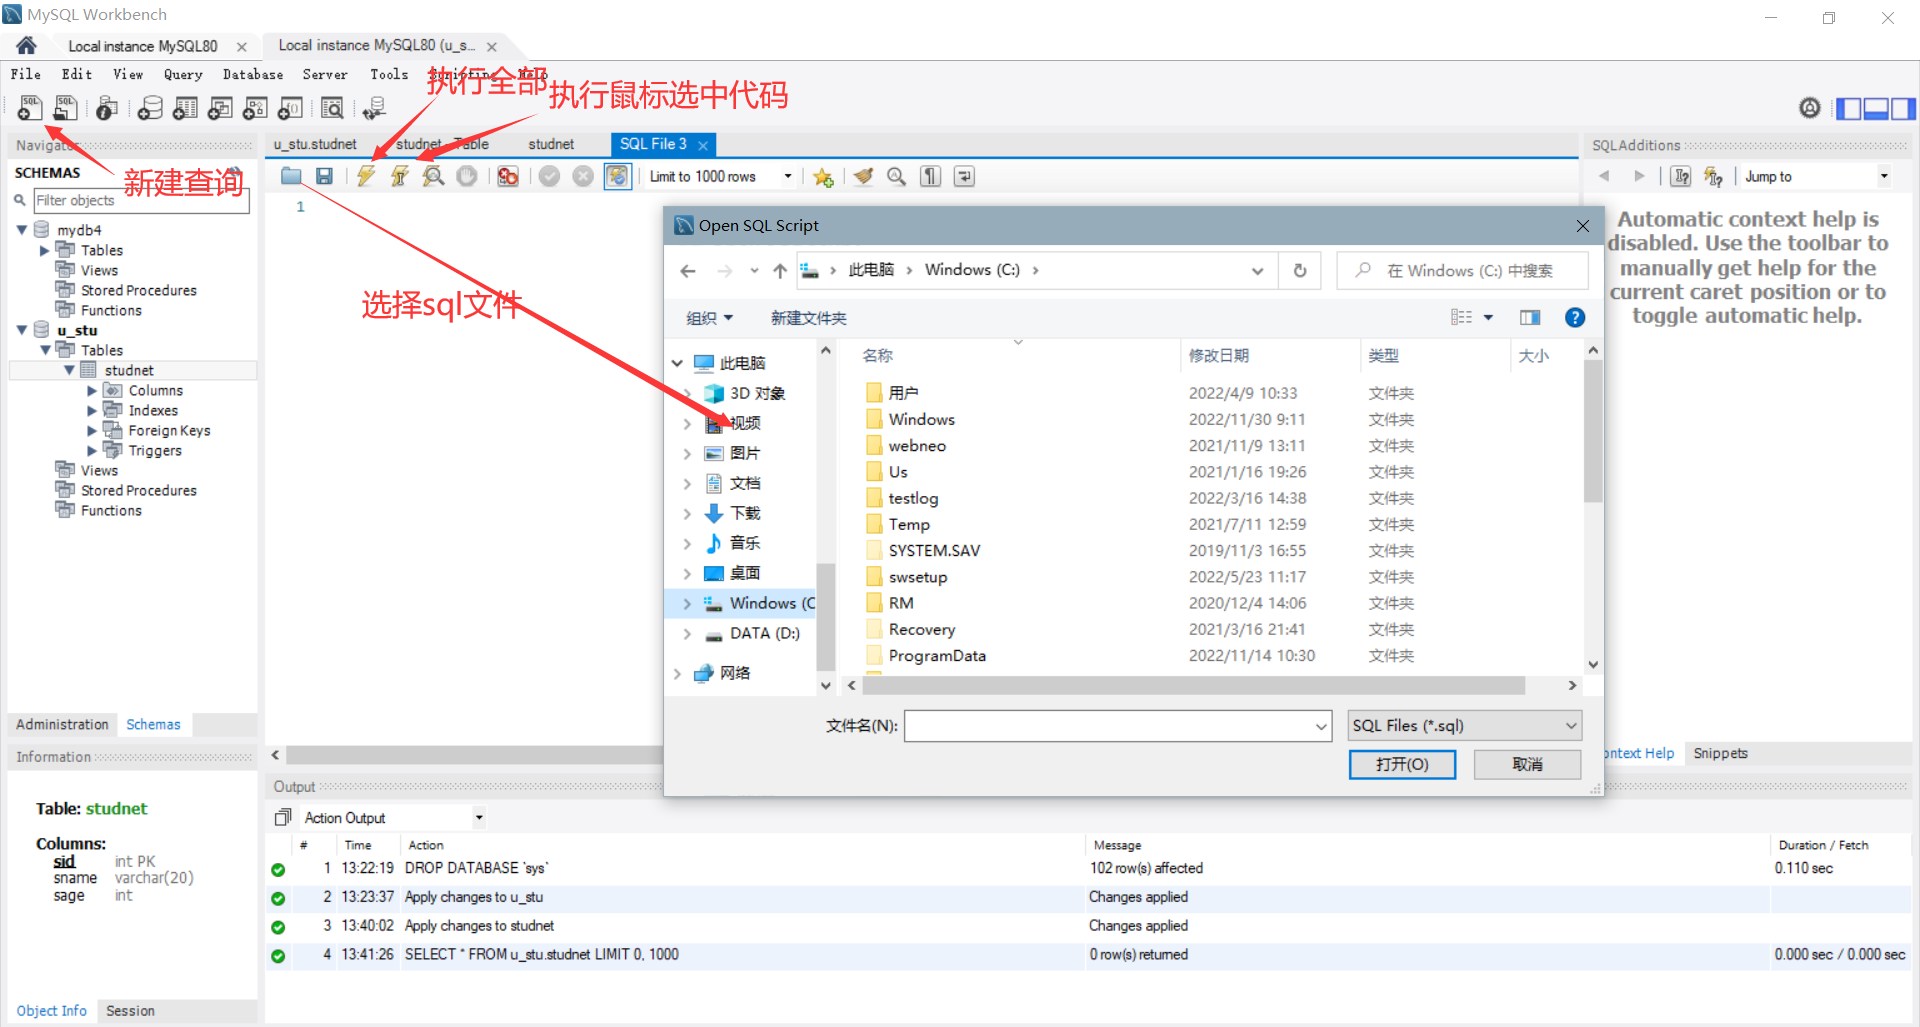 MySQL Workbench
Local instance MySQL80
Local instance MySQL80 (u_s...
File Edit View Query Database Server Tools Scripting Help
执行全部
执行鼠标选中代码
新建查询
选择sql文件
Navigator
SCHEMAS
Filter objects
mydb4
Tables
Views
Stored Procedures
Functions
u_stu
Tables
studnet
Columns
Indexes
Foreign Keys
Triggers
Views
Stored Procedures
Functions
Administration Schemas
Information
Table: studnet
Columns:
sid int PK
sname varchar(20)
sage int
Object Info Session
u_stu.studnet studnet - Table studnet SQL File 3
Limit to 1000 rows
1
Open SQL Script
此电脑 Windows (C:)
在 Windows (C:) 中搜索
组织 新建文件夹
此电脑
3D 对象
视频
图片
文档
下载
音乐
桌面
Windows (C
DATA (D:)
网络
名称 修改日期 类型 大小
用户 2022/4/9 10:33 文件夹
Windows 2022/11/30 9:11 文件夹
webneo 2021/11/9 13:11 文件夹
Us 2021/1/16 19:26 文件夹
testlog 2022/3/16 14:38 文件夹
Temp 2021/7/11 12:59 文件夹
SYSTEM.SAV 2019/11/3 16:55 文件夹
swsetup 2022/5/23 11:17 文件夹
RM 2020/12/4 14:06 文件夹
Recovery 2021/3/16 21:41 文件夹
ProgramData 2022/11/14 10:30 文件夹
文件名(N):
SQL Files (*.sql)
打开(O) 取消
SQLAdditions
Jump to
Automatic context help is
disabled. Use the toolbar to
manually get help for the
current caret position or to
toggle automatic help.
ontext Help Snippets
Output
Action Output
# Time Action Message Duration / Fetch
1 13:22:19 DROP DATABASE `sys` 102 row(s) affected 0.110 sec
2 13:23:37 Apply changes to u_stu Changes applied
3 13:40:02 Apply changes to studnet Changes applied
4 13:41:26 SELECT * FROM u_stu.studnet LIMIT 0, 1000 0 row(s) returned 0.000 sec / 0.000 sec